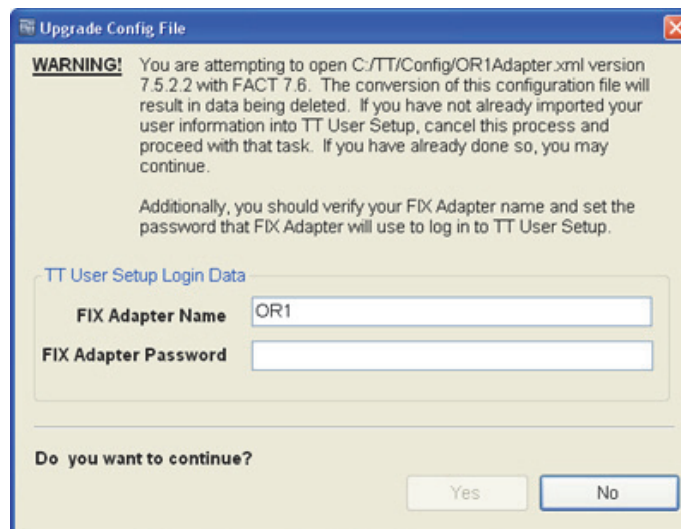 Upgrade Config File
WARNING! You are attempting to open C:/TT/Config/OR1Adapter.xml version
7.5.2.2 with FACT 7.6. The conversion of this configuration file will
result in data being deleted. If you have not already imported your
user information into TT User Setup, cancel this process and
proceed with that task. If you have already done so, you may
continue.
Additionally, you should verify your FIX Adapter name and set the
password that FIX Adapter will use to log in to TT User Setup.
TT User Setup Login Data
FIX Adapter Name OR1
FIX Adapter Password
Do you want to continue?
Yes No